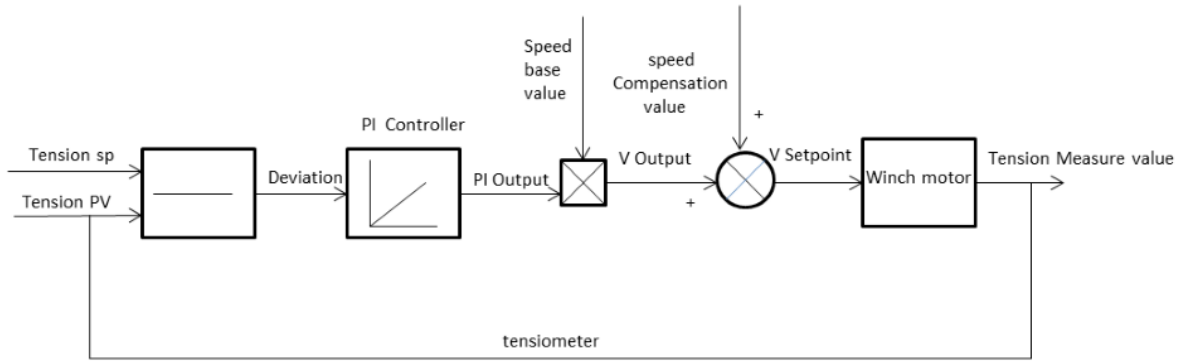 Speed
base
value
speed
Compensation
value
+
PI Controller
Tension sp
Deviation
PI Output
V Output
V Setpoint
Winch motor
Tension Measure value
Tension PV
+
tensiometer